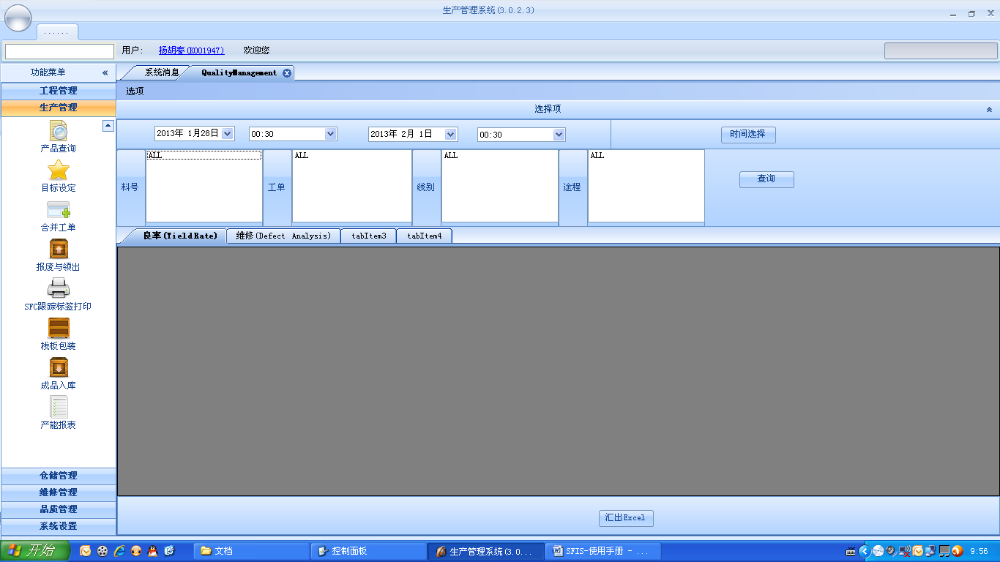 生产管理系统(3.0.2.3)
......
用户: 杨胡春(K001947) 欢迎您
功能菜单 «
系统消息 QualityManagement
工程管理
选项
生产管理
选择项
2013年 1月28日 00:30 2013年 2月 1日 00:30 时间选择
产品查询
ALL ALL ALL ALL
料号 工单 线别 途程 查询
目标设定
合并工单
良率(YieldRate) 维修(Defect Analysis) tabItem3 tabItem4
报废与领出
SFC跟踪标签打印
栈板包装
成品入库
产能报表
仓储管理
维修管理
品质管理
汇出Excel
系统设置
开始 文档 控制面板 生产管理系统(3.0... SFIS-使用手册 - ... 9:56